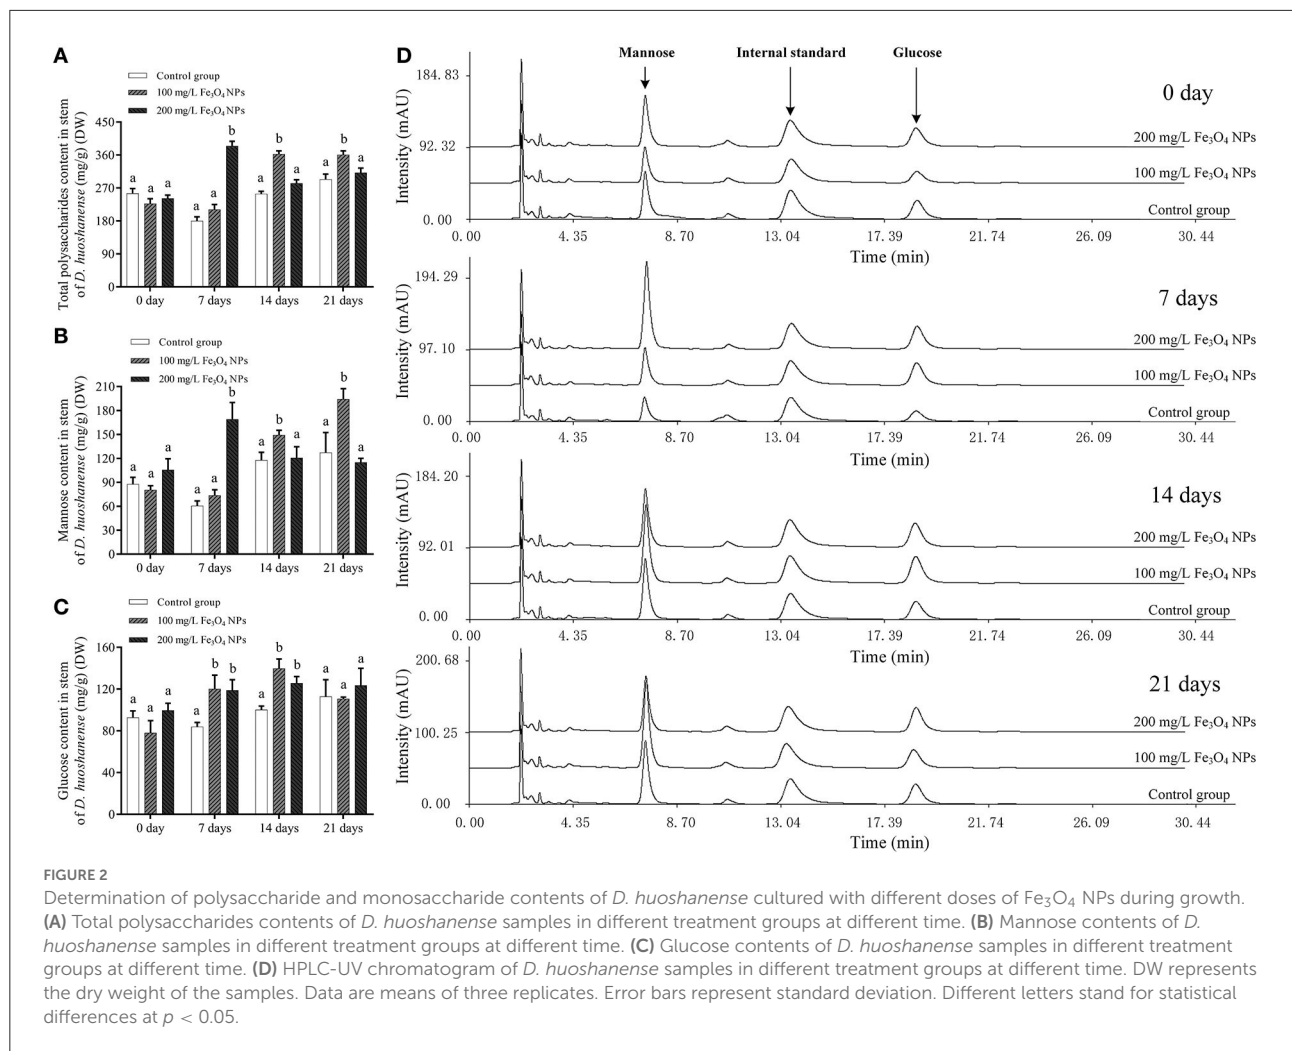 A
Control group
100 mg/L Fe₃O₄ NPs
200 mg/L Fe₃O₄ NPs
Total polysaccharides content in stem
of D. huoshanense (mg/g) (DW)
450
360
270
180
90
0
a a a
a a b
a b a
a b a
0 day 7 days 14 days 21 days
B
Control group
100 mg/L Fe₃O₄ NPs
200 mg/L Fe₃O₄ NPs
Mannose content in stem
of D. huoshanense (mg/g) (DW)
210
180
150
120
90
60
30
0
a a a
a a b
a b a
a b a
0 day 7 days 14 days 21 days
C
Control group
100 mg/L Fe₃O₄ NPs
200 mg/L Fe₃O₄ NPs
Glucose content in stem
of D. huoshanense (mg/g) (DW)
160
120
80
40
0
a a a
a b b
a b b
a a a
0 day 7 days 14 days 21 days
D
Mannose Internal standard Glucose
Intensity (mAU)
184.83
92.32
0.00
0 day
200 mg/L Fe₃O₄ NPs
100 mg/L Fe₃O₄ NPs
Control group
0.00 4.35 8.70 13.04 17.39 21.74 26.09 30.44
Time (min)
Intensity (mAU)
194.29
97.10
0.00
7 days
200 mg/L Fe₃O₄ NPs
100 mg/L Fe₃O₄ NPs
Control group
0.00 4.35 8.70 13.04 17.39 21.74 26.09 30.44
Time (min)
Intensity (mAU)
184.20
92.01
0.00
14 days
200 mg/L Fe₃O₄ NPs
100 mg/L Fe₃O₄ NPs
Control group
0.00 4.35 8.70 13.04 17.39 21.74 26.09 30.44
Time (min)
Intensity (mAU)
200.68
100.25
0.00
21 days
200 mg/L Fe₃O₄ NPs
100 mg/L Fe₃O₄ NPs
Control group
0.00 4.35 8.70 13.04 17.39 21.74 26.09 30.44
Time (min)
FIGURE 2
Determination of polysaccharide and monosaccharide contents of D. huoshanense cultured with different doses of Fe₃O₄ NPs during growth.
(A) Total polysaccharides contents of D. huoshanense samples in different treatment groups at different time. (B) Mannose contents of D.
huoshanense samples in different treatment groups at different time. (C) Glucose contents of D. huoshanense samples in different treatment
groups at different time. (D) HPLC-UV chromatogram of D. huoshanense samples in different treatment groups at different time. DW represents
the dry weight of the samples. Data are means of three replicates. Error bars represent standard deviation. Different letters stand for statistical
differences at p < 0.05.